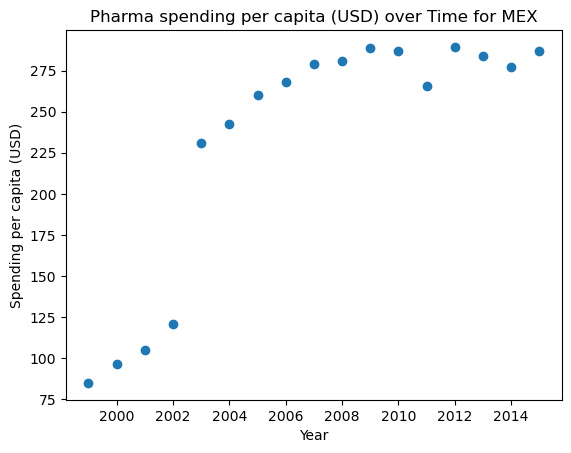 Pharma spending per capita (USD) over Time for MEX
Spending per capita (USD)
275
250
225
200
175
150
125
100
75
2000 2002 2004 2006 2008 2010 2012 2014
Year